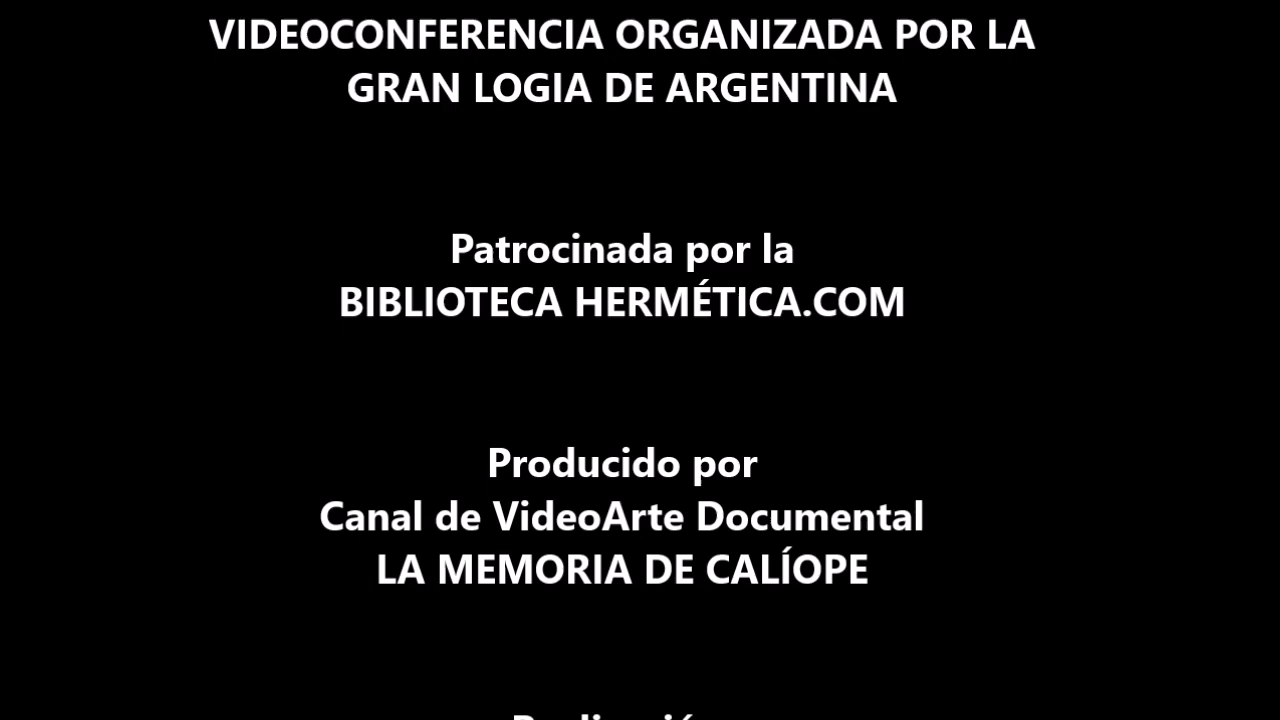 VIDEOCONFERENCIA ORGANIZADA POR LA
GRAN LOGIA DE ARGENTINA
Patrocinada por la
BIBLIOTECA HERMÉTICA.COM
Producido por
Canal de VideoArte Documental
LA MEMORIA DE CALÍOPE